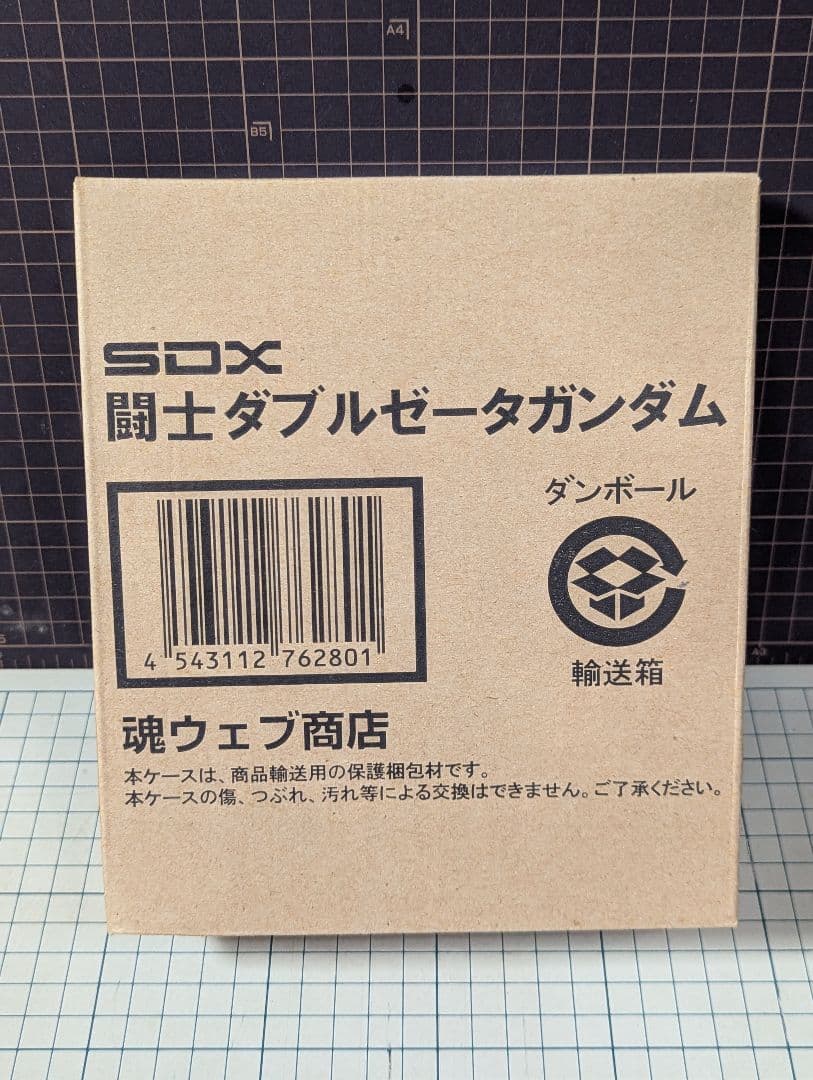 A4
B5
SDX
闘士ダブルゼータガンダム
ダンボール
4 543112 762801
輸送箱
魂ウェブ商店
本ケースは、商品輸送用の保護梱包材です。
本ケースの傷、つぶれ、汚れ等による交換はできません。ご了承ください。
A3